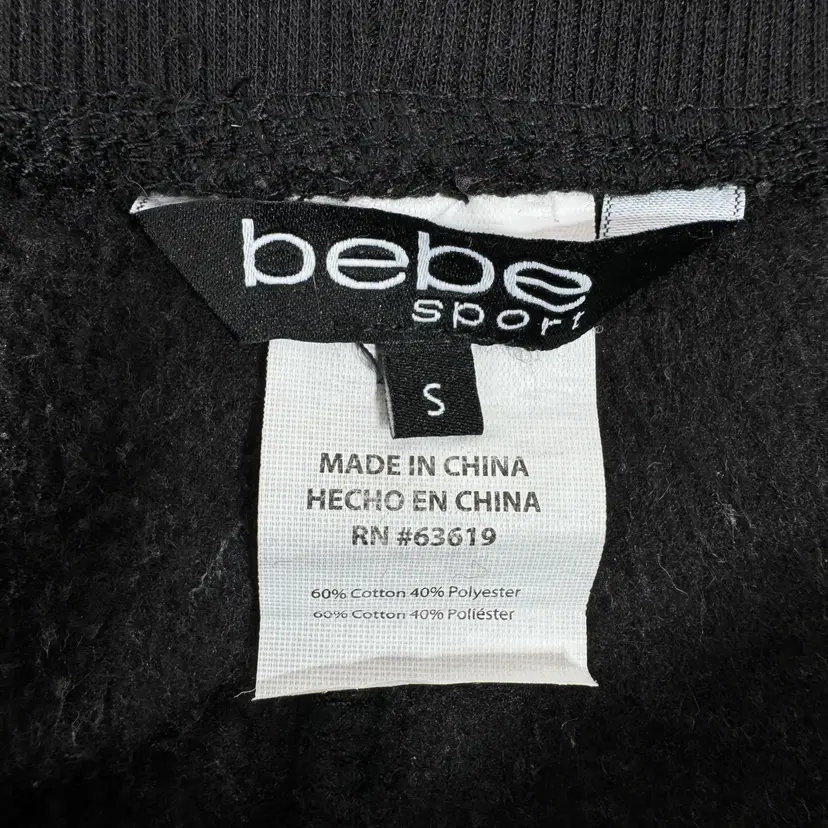 bebe
sport
S
MADE IN CHINA
HECHO EN CHINA
RN #63619
60% Cotton 40% Polyester
60% Cotton 40% Poliéster